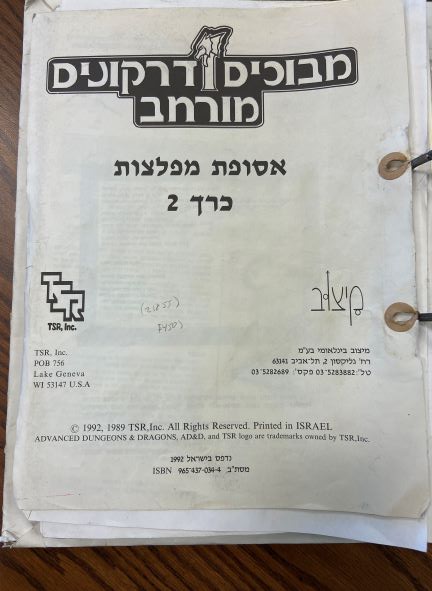 מבוכים ודרקונים
מורחב
אסופת מפלצות
כרך 2
TSR
TSR, Inc.
TSR, Inc.
POB 756
Lake Geneva
WI 53147 U.S.A
מיצוב
מיצוב בינלאומי בע"מ
רח' גליקסון 2, תל-אביב 63141
טל': 03-5283882 פקס': 03-5282689
© 1992, 1989 TSR,Inc. All Rights Reserved. Printed in ISRAEL
ADVANCED DUNGEONS & DRAGONS, AD&D, and TSR logo are trademarks owned by TSR,Inc.
נדפס בישראל 1992
מסת"ב, ISBN 965-437-034-4